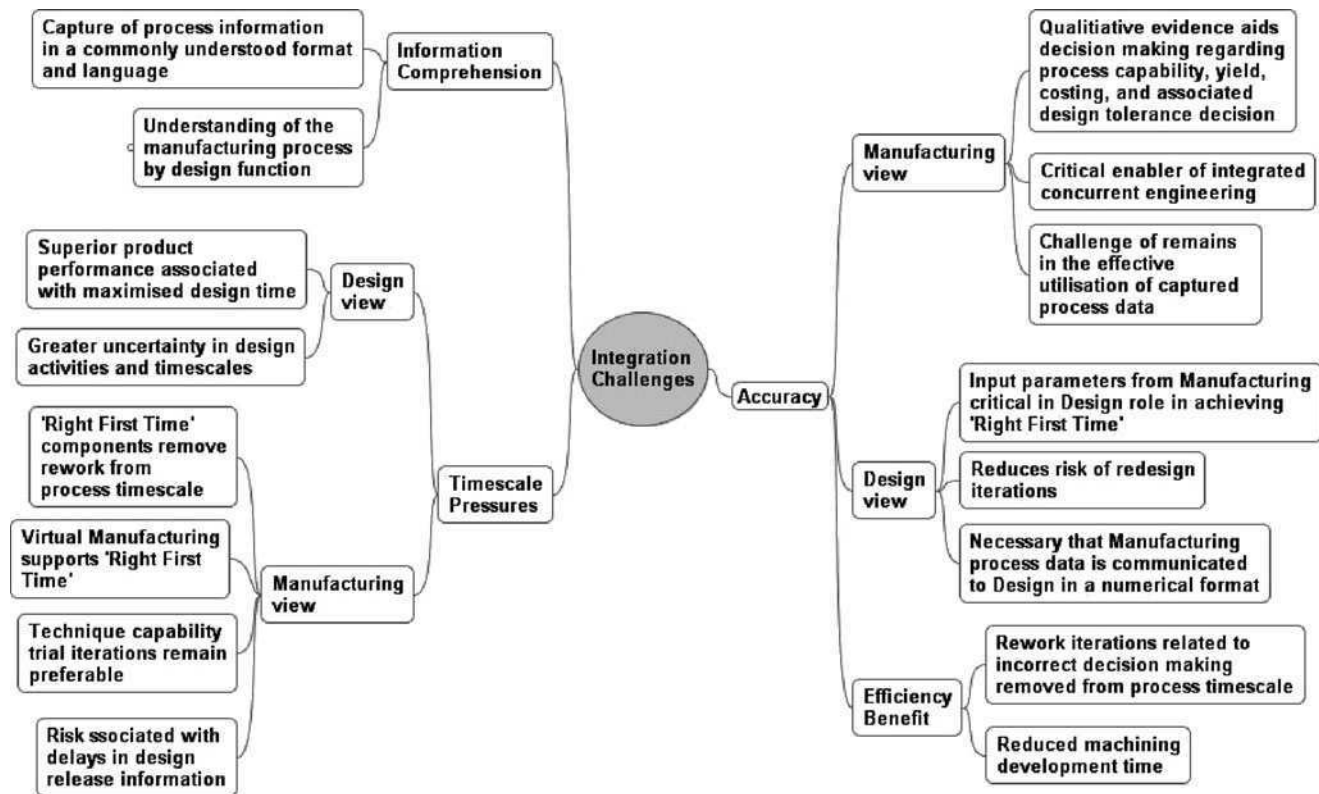 Capture of process information
in a commonly understood format
and language
Information
Comprehension
Understanding of the
manufacturing process
by design function
Superior product
performance associated
with maximised design time
Design
view
Greater uncertainty in design
activities and timescales
'Right First Time'
components remove
rework from
process timescale
Timescale
Pressures
Virtual Manufacturing
supports 'Right First
Time'
Manufacturing
view
Technique capability
trial iterations remain
preferable
Risk ssociated with
delays in design
release information
Integration
Challenges
Accuracy
Manufacturing
view
Qualitiative evidence aids
decision making regarding
process capability, yield,
costing, and associated
design tolerance decision
Critical enabler of integrated
concurrent engineering
Challenge of remains
in the effective
utilisation of captured
process data
Design
view
Input parameters from Manufacturing
critical in Design role in achieving
'Right First Time'
Reduces risk of redesign
iterations
Necessary that Manufacturing
process data is communicated
to Design in a numerical format
Efficiency
Benefit
Rework iterations related to
incorrect decision making
removed from process timescale
Reduced machining
development time